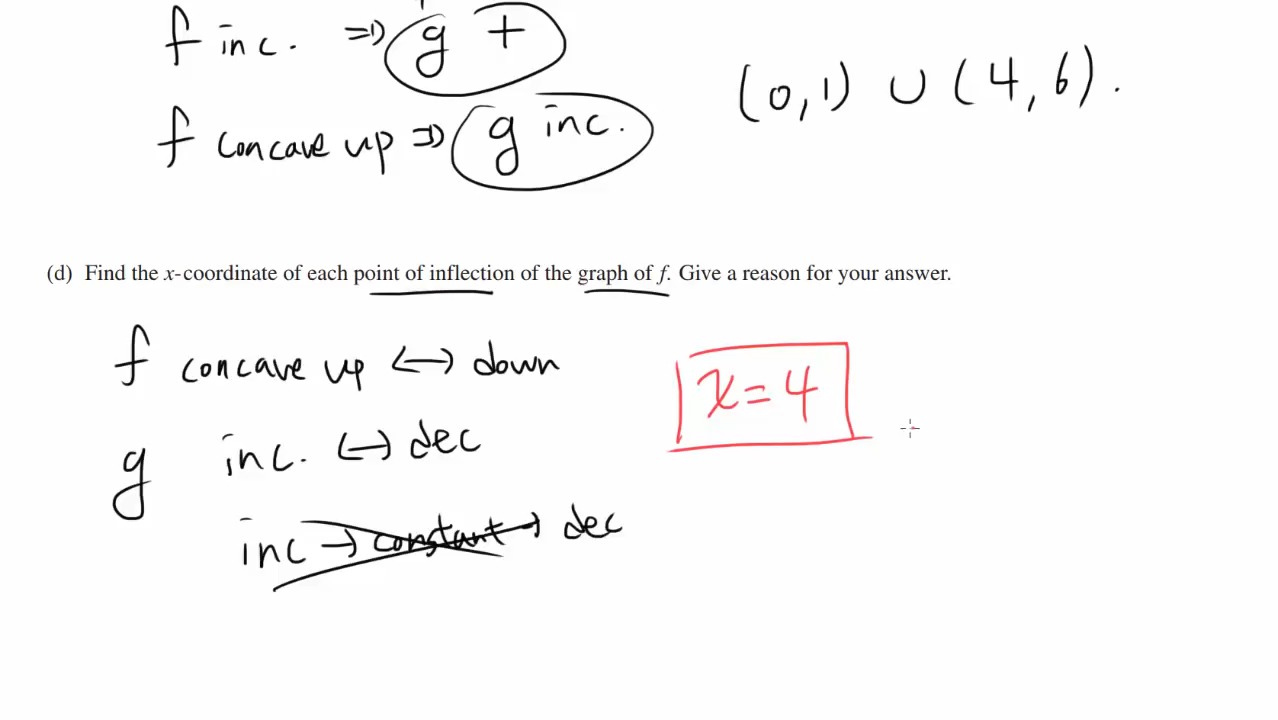 f inc. ⇒ g +
(0,1) ∪ (4,6).
f concave up ⇒ g inc.
(d) Find the x-coordinate of each point of inflection of the graph of f. Give a reason for your answer.
f concave up ↔ down
x = 4
g inc. ↔ dec
inc → constant → dec